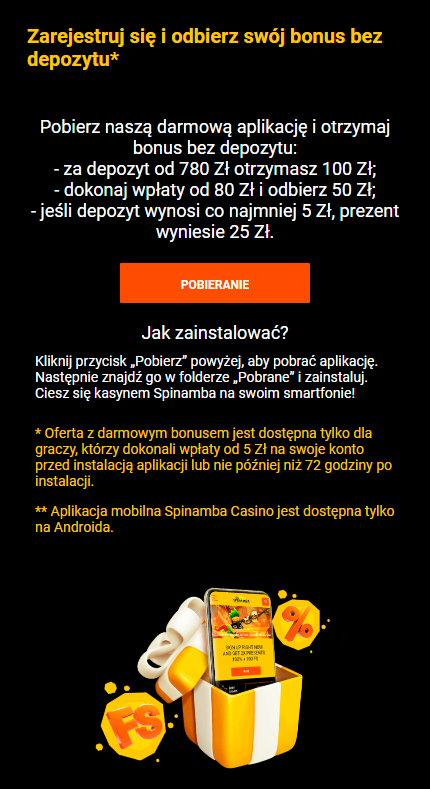 Zarejestruj się i odbierz swój bonus bez
depozytu*
Pobierz naszą darmową aplikację i otrzymaj
bonus bez depozytu:
- za depozyt od 780 Zł otrzymasz 100 Zł;
- dokonaj wpłaty od 80 Zł i odbierz 50 Zł;
- jeśli depozyt wynosi co najmniej 5 Zł, prezent
wyniesie 25 Zł.
POBIERANIE
Jak zainstalować?
Kliknij przycisk „Pobierz” powyżej, aby pobrać aplikację.
Następnie znajdź go w folderze „Pobrane” i zainstaluj.
Ciesz się kasynem Spinamba na swoim smartfonie!
* Oferta z darmowym bonusem jest dostępna tylko dla
graczy, którzy dokonali wpłaty od 5 Zł na swoje konto
przed instalacją aplikacji lub nie później niż 72 godziny po
instalacji.
** Aplikacja mobilna Spinamba Casino jest dostępna tylko
na Androida.
%
RIGHT NOW
AND GET 3X PRESENTS
100% + 100 FS
FS